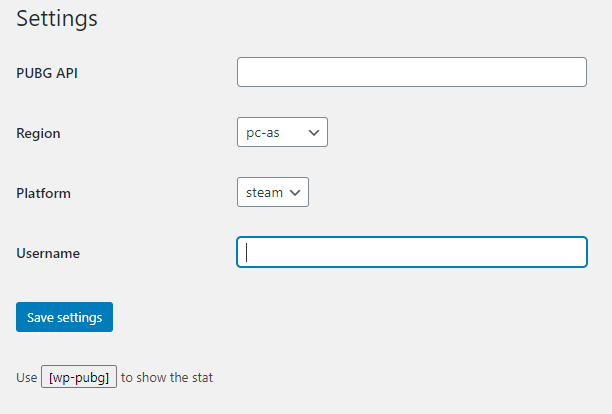 Settings
PUBG API
Region pc-as
Platform steam
Username
Save settings
Use [wp-pubg] to show the stat